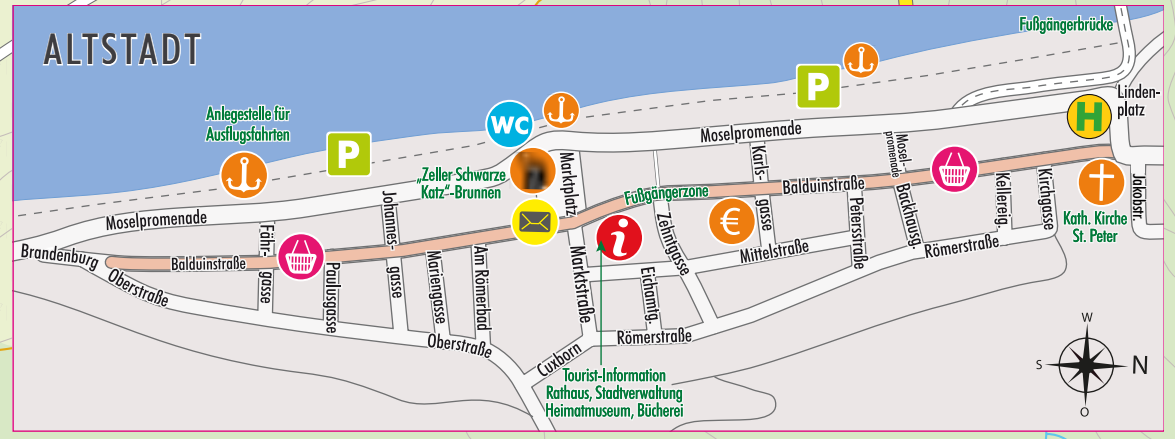 ALTSTADT
Fußgängerbrücke
Linden-
platz
H
P
Anlegestelle für
Ausflugsfahrten
WC
P
Moselpromenade
„Zeller Schwarze
Katz“-Brunnen
Marktplatz
Karls-
gasse
Mosel-
promenade
Fußgängerzone
Balduinstraße
Johannes-
gasse
Moselpromenade
Brandenburg
Balduinstraße
Fähr-
gasse
Paulusgasse
Mariengasse
Am Römerbad
Marktstraße
i
Eichamtg.
Zehntgasse
€
Mittelstraße
Petersstraße
Backhausg.
Römerstraße
Kellereig.
Kirchgasse
Jakobstr.
Kath. Kirche
St. Peter
Oberstraße
Oberstraße
Cuxborn
Römerstraße
Tourist-Information
Rathaus, Stadtverwaltung
Heimatmuseum, Bücherei
W
S
N
O